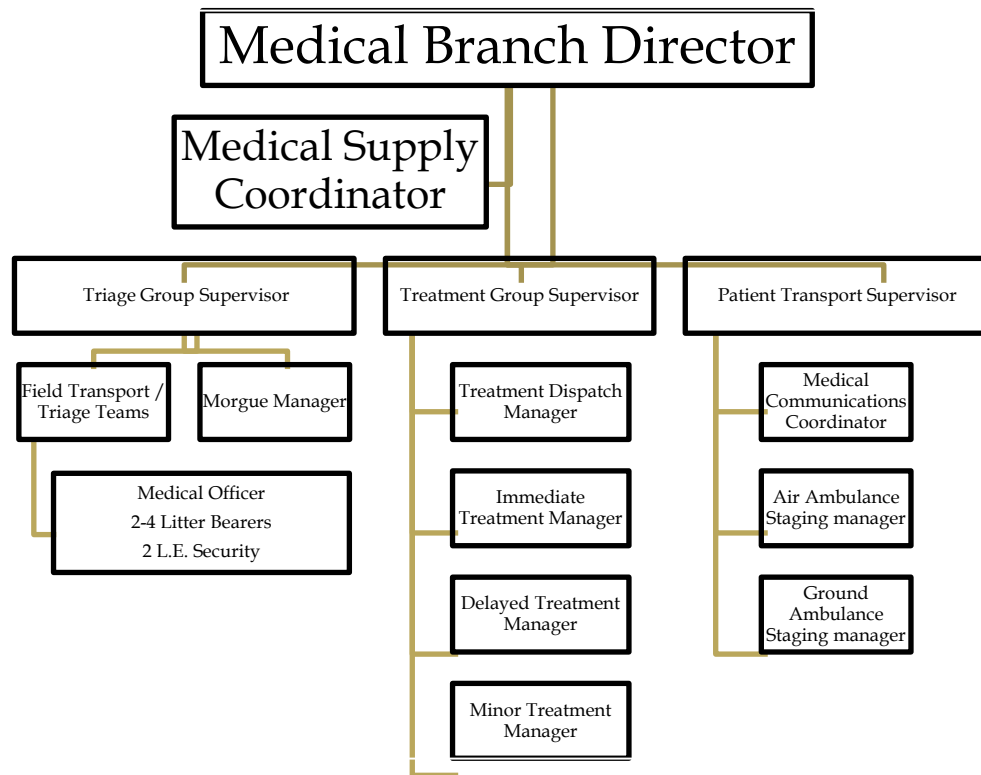 Medical Branch Director
Medical Supply
Coordinator
Triage Group Supervisor
Treatment Group Supervisor
Patient Transport Supervisor
Field Transport /
Triage Teams
Morgue Manager
Medical Officer
2-4 Litter Bearers
2 L.E. Security
Treatment Dispatch
Manager
Immediate
Treatment Manager
Delayed Treatment
Manager
Minor Treatment
Manager
Medical
Communications
Coordinator
Air Ambulance
Staging manager
Ground
Ambulance
Staging manager